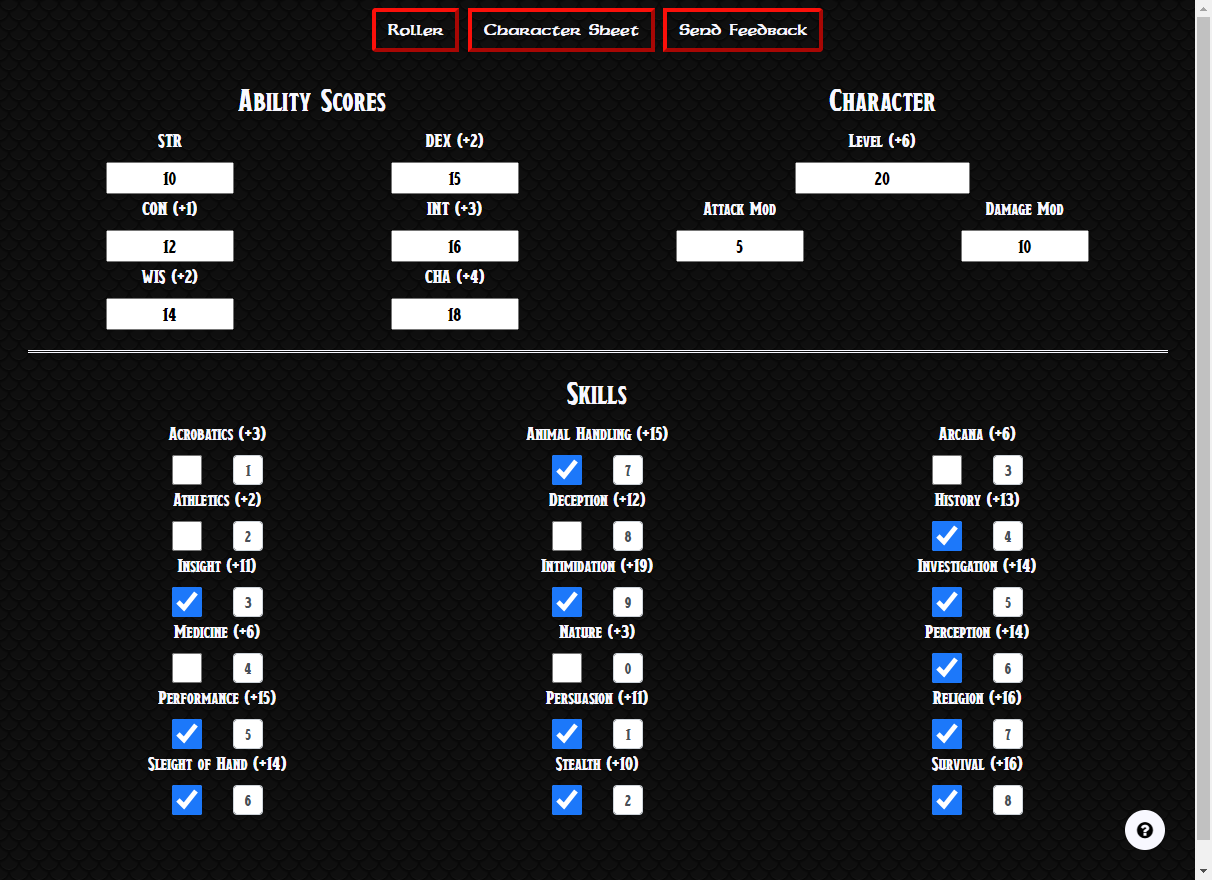 Roller Character Sheet Send Feedback
Ability Scores Character
STR DEX (+2) Level (+6)
10 15 20
CON (+1) INT (+3) Attack Mod Damage Mod
12 16 5 10
WIS (+2) CHA (+4)
14 18
Skills
Acrobatics (+3) Animal Handling (+15) Arcana (+6)
1 7 3
Athletics (+2) Deception (+12) History (+13)
2 8 4
Insight (+11) Intimidation (+19) Investigation (+14)
3 9 5
Medicine (+6) Nature (+3) Perception (+14)
4 0 6
Performance (+15) Persuasion (+11) Religion (+16)
5 1 7
Sleight of Hand (+14) Stealth (+10) Survival (+16)
6 2 8
?